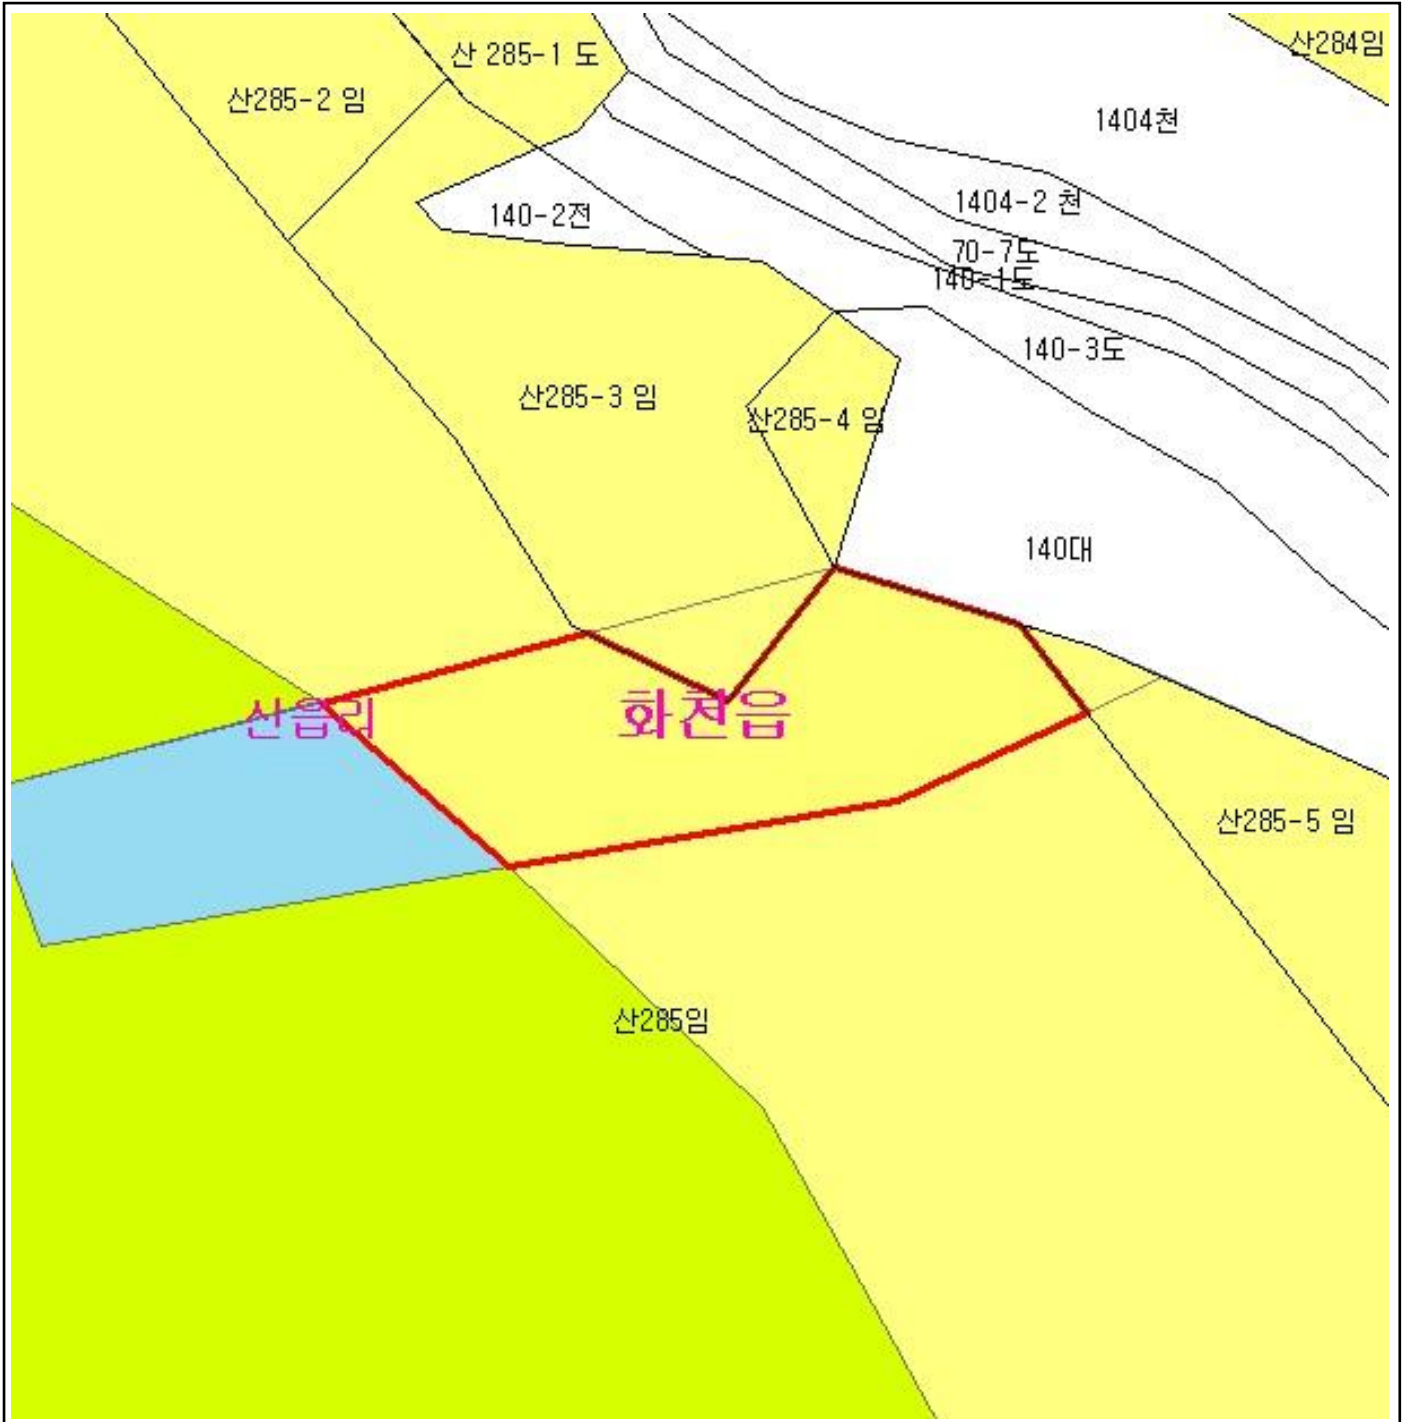 산284임
산 285-1 도
산285-2 임
1404천
1404-2 천
140-2전
70-7도
140-1도
140-3도
산285-3 임
산285-4 임
140대
신읍리
화천읍
산285-5 임
산285임